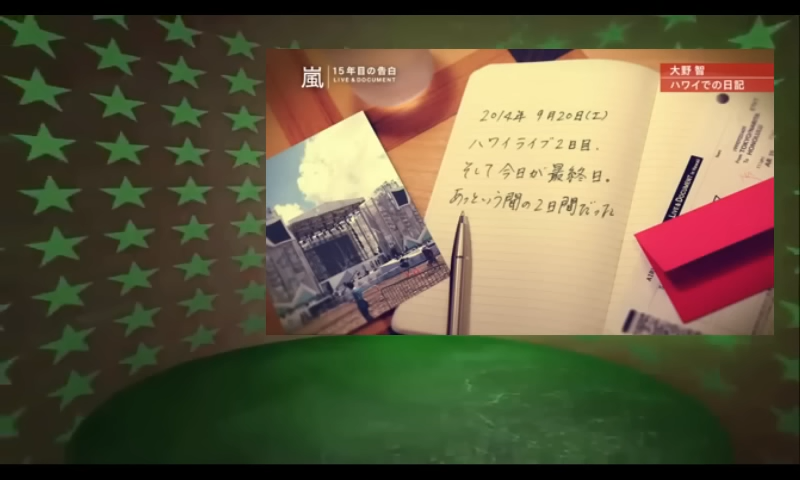 嵐
15年目の告白
LIVE & DOCUMENT
大野 智
ハワイでの日記
2014年 9月20日(土)
ハワイライブ2日目.
そして今日が最終日。
あっという間の2日間だった
LIVE & DOCUMENT